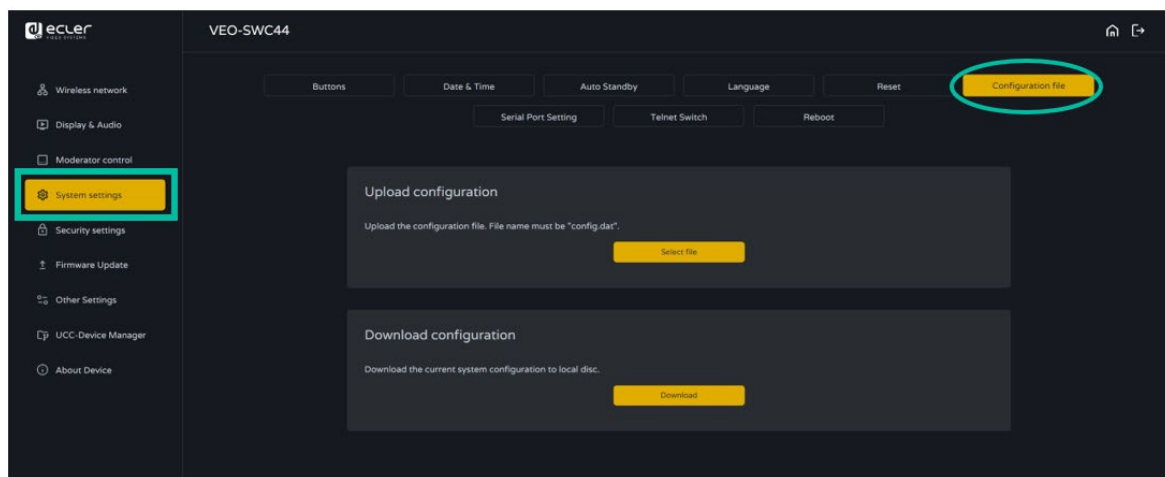 ecler
VIDEO SYSTEMS
VEO-SWC44
Wireless network
Display & Audio
Moderator control
System settings
Security settings
Firmware Update
Other Settings
UCC-Device Manager
About Device
Buttons
Date & Time
Auto Standby
Language
Reset
Configuration file
Serial Port Setting
Telnet Switch
Reboot
Upload configuration
Upload the configuration file. File name must be "config.dat".
Select file
Download configuration
Download the current system configuration to local disc.
Download